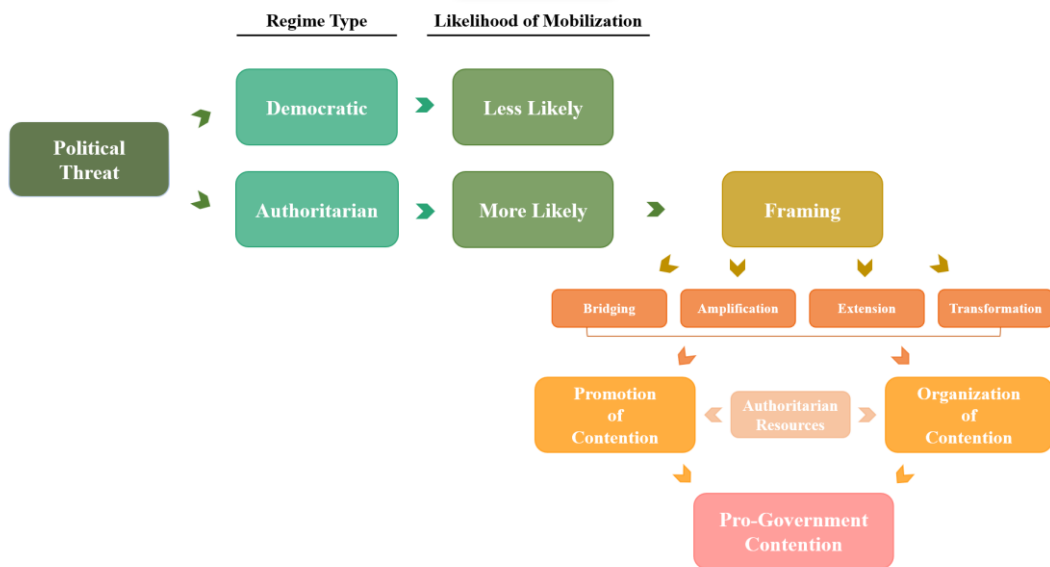 Regime Type
Likelihood of Mobilization
Democratic
Less Likely
Political
Threat
Authoritarian
More Likely
Framing
Bridging
Amplification
Extension
Transformation
Promotion
of
Contention
Authoritarian
Resources
Organization
of
Contention
Pro-Government
Contention